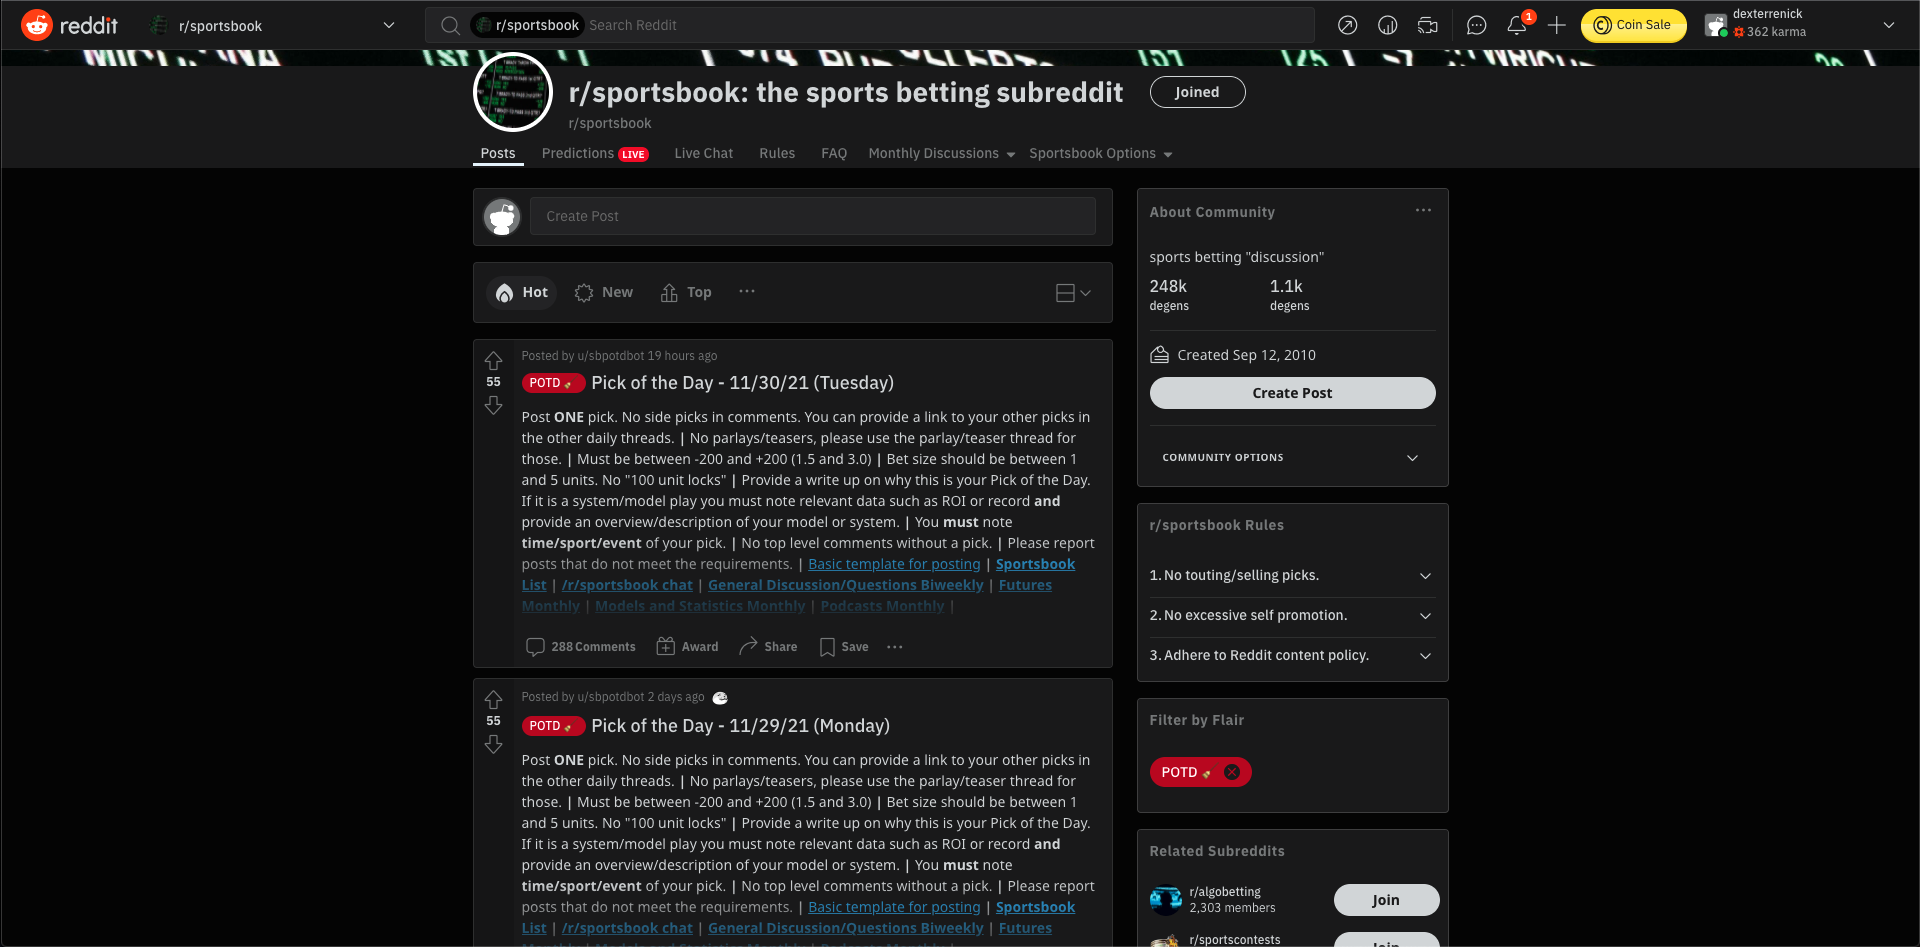 reddit
r/sportsbook
r/sportsbook
Search Reddit
1
Coin Sale
dexterrenick
362 karma
r/sportsbook: the sports betting subreddit
Joined
r/sportsbook
Posts
Predictions LIVE
Live Chat
Rules
FAQ
Monthly Discussions
Sportsbook Options
Create Post
Hot
New
Top
55
Posted by u/sbpotdbot 19 hours ago
POTD Pick of the Day - 11/30/21 (Tuesday)
Post ONE pick. No side picks in comments. You can provide a link to your other picks in
the other daily threads. | No parlays/teasers, please use the parlay/teaser thread for
those. | Must be between -200 and +200 (1.5 and 3.0) | Bet size should be between 1
and 5 units. No "100 unit locks" | Provide a write up on why this is your Pick of the Day.
If it is a system/model play you must note relevant data such as ROI or record and
provide an overview/description of your model or system. | You must note
time/sport/event of your pick. | No top level comments without a pick. | Please report
posts that do not meet the requirements. | Basic template for posting | Sportsbook
List | /r/sportsbook chat | General Discussion/Questions Biweekly | Futures
Monthly | Models and Statistics Monthly | Podcasts Monthly |
288 Comments
Award
Share
Save
55
Posted by u/sbpotdbot 2 days ago
POTD Pick of the Day - 11/29/21 (Monday)
Post ONE pick. No side picks in comments. You can provide a link to your other picks in
the other daily threads. | No parlays/teasers, please use the parlay/teaser thread for
those. | Must be between -200 and +200 (1.5 and 3.0) | Bet size should be between 1
and 5 units. No "100 unit locks" | Provide a write up on why this is your Pick of the Day.
If it is a system/model play you must note relevant data such as ROI or record and
provide an overview/description of your model or system. | You must note
time/sport/event of your pick. | No top level comments without a pick. | Please report
posts that do not meet the requirements. | Basic template for posting | Sportsbook
List | /r/sportsbook chat | General Discussion/Questions Biweekly | Futures
About Community
sports betting "discussion"
248k
degens
1.1k
degens
Created Sep 12, 2010
Create Post
COMMUNITY OPTIONS
r/sportsbook Rules
1. No touting/selling picks.
2. No excessive self promotion.
3. Adhere to Reddit content policy.
Filter by Flair
POTD
Related Subreddits
r/algobetting
2,303 members
Join
r/sportscontests
Join